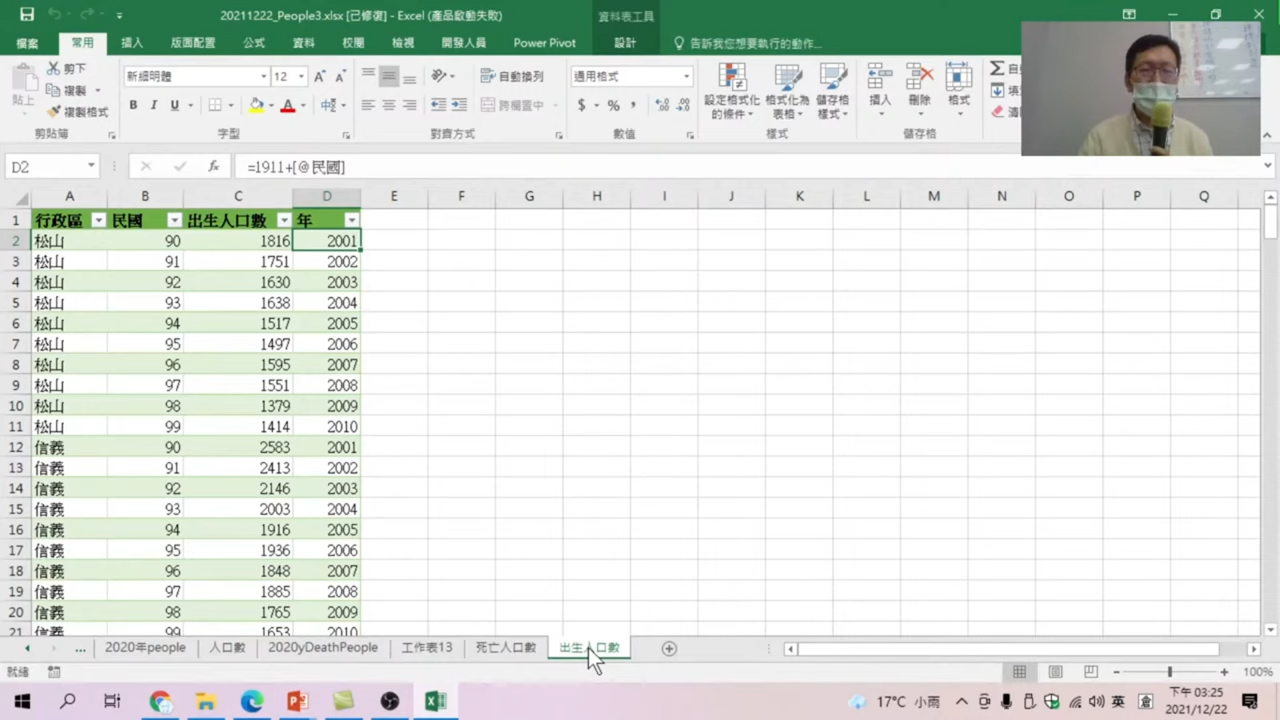 20211222_People3.xlsx [已修復] - Excel (產品啟動失敗)
資料表工具
檔案 常用 插入 版面配置 公式 資料 校閱 檢視 開發人員 Power Pivot 設計 告訴我您想要執行的動作...
貼上 剪下 複製 複製格式
新細明體 12 自動換列 跨欄置中 通用格式
設定格式化的條件 格式化為表格 儲存格樣式 插入 刪除 格式
剪貼簿 字型 對齊方式 數值 樣式 儲存格
D2 =1911+[@民國]
A B C D E F G H I J K L M N O P Q
1 行政區 民國 出生人口數 年
2 松山 90 1816 2001
3 松山 91 1751 2002
4 松山 92 1630 2003
5 松山 93 1638 2004
6 松山 94 1517 2005
7 松山 95 1497 2006
8 松山 96 1595 2007
9 松山 97 1551 2008
10 松山 98 1379 2009
11 松山 99 1414 2010
12 信義 90 2583 2001
13 信義 91 2413 2002
14 信義 92 2146 2003
15 信義 93 2003 2004
16 信義 94 1916 2005
17 信義 95 1936 2006
18 信義 96 1848 2007
19 信義 97 1885 2008
20 信義 98 1765 2009
21 信義 99 1653 2010
... 2020年people 人口數 2020yDeathPeople 工作表13 死亡人口數 出生人口數
就緒 100%
17°C 小雨 英 下午 03:25
2021/12/22